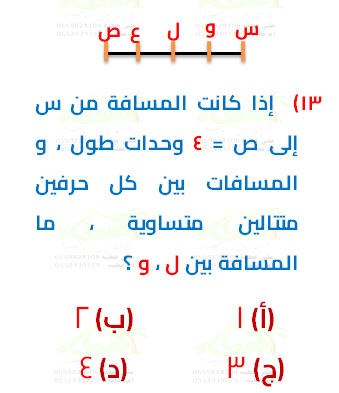 س و ل ع ص
١٣) إذا كانت المسافة من س
إلى ص = ٤ وحدات طول ، و
المسافات بين كل حرفين
متتالين متساوية ، ما
المسافة بين ل ، و ؟
(أ) ١ (ب) ٢
(ج) ٣ (د) ٤